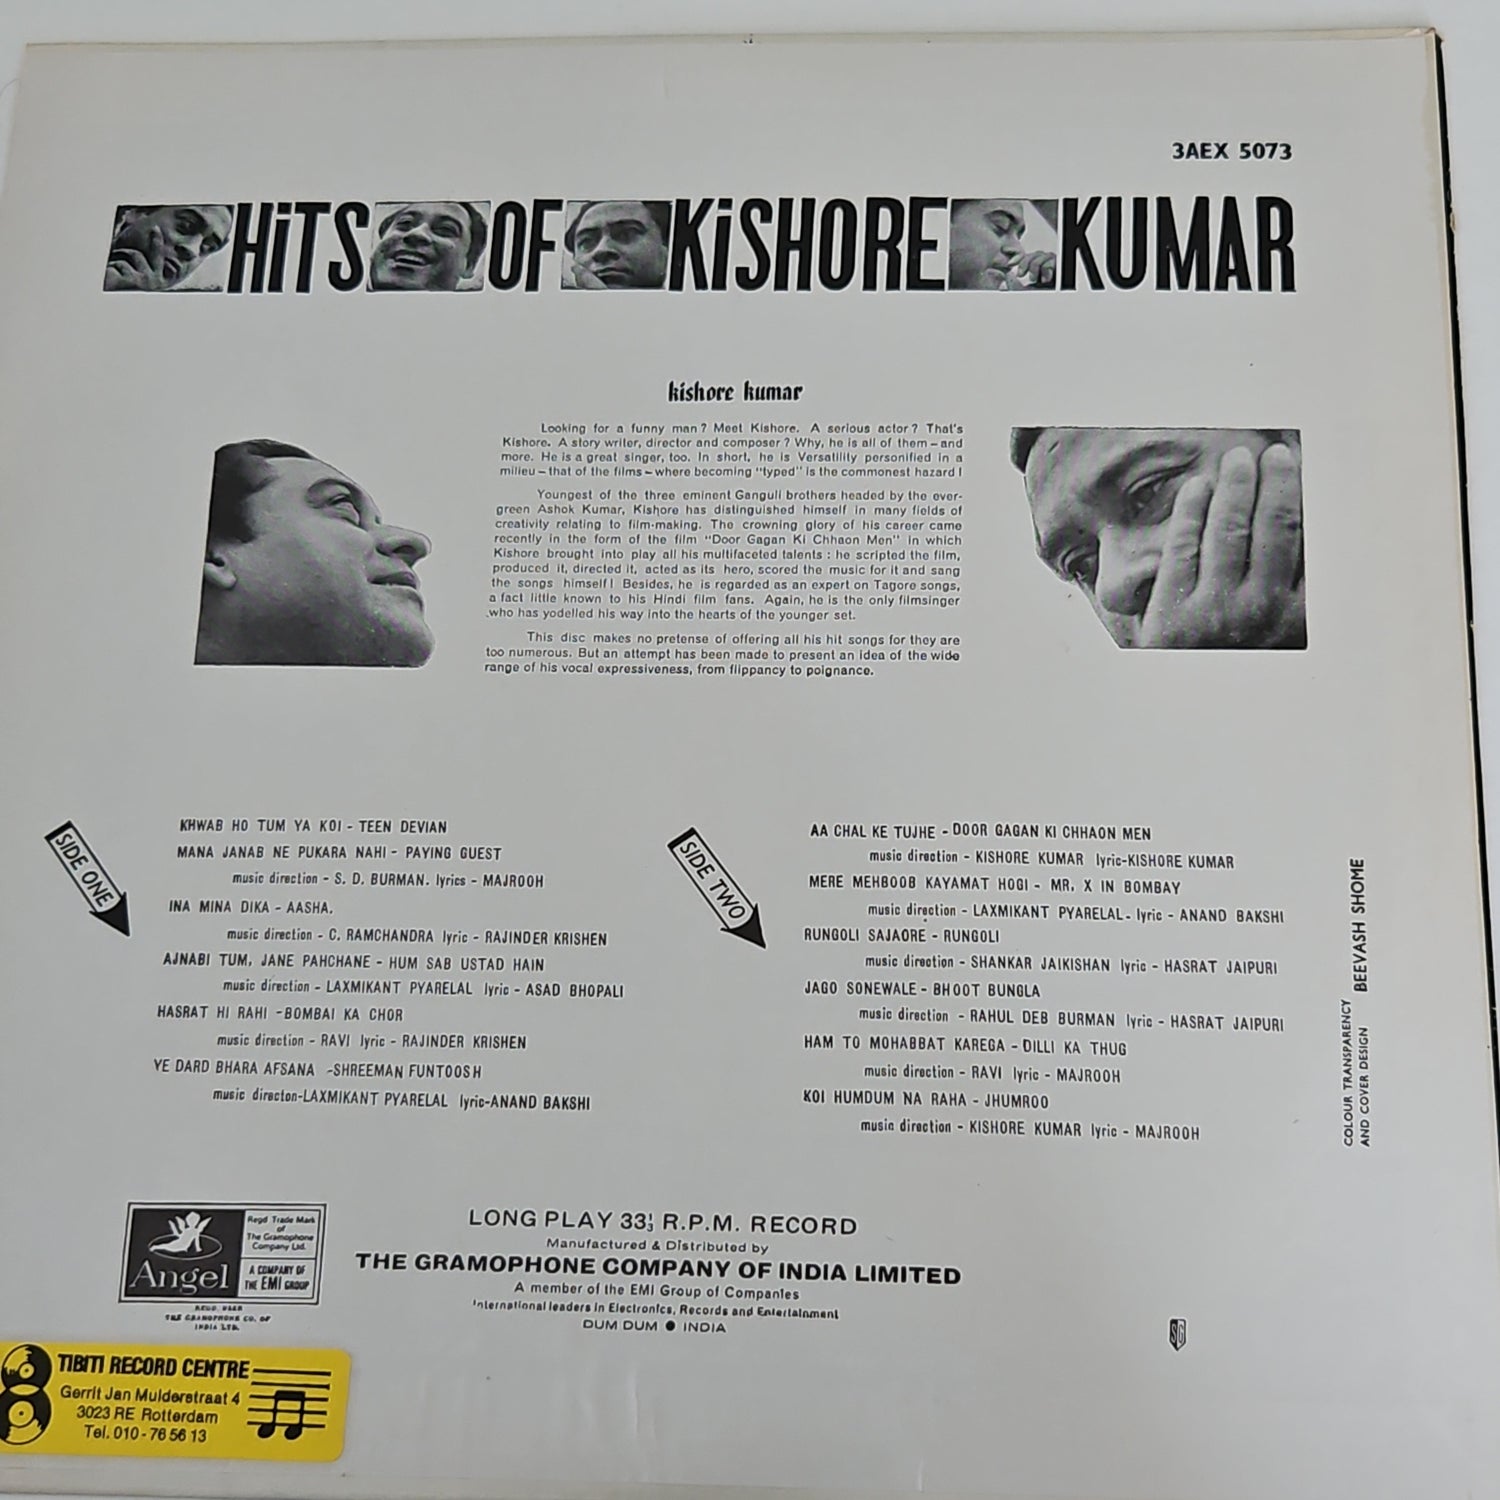 3AEX 5073
HiTS OF KiSHORE KUMAR
kishore kumar
Looking for a funny man? Meet Kishore. A serious actor? That's
Kishore. A story writer, director and composer? Why, he is all of them – and
more. He is a great singer, too. In short, he is Versatility personified in a
milieu – that of the films – where becoming "typed" is the commonest hazard!
Youngest of the three eminent Ganguli brothers headed by the ever-
green Ashok Kumar, Kishore has distinguished himself in many fields of
creativity relating to film-making. The crowning glory of his career came
recently in the form of the film "Door Gagan Ki Chhaon Men" in which
Kishore brought into play all his multifaceted talents : he scripted the film,
produced it, directed it, acted as its hero, scored the music for it and sang
the songs himself! Besides, he is regarded as an expert on Tagore songs,
a fact little known to his Hindi film fans. Again, he is the only filmsinger
who has yodelled his way into the hearts of the younger set.
This disc makes no pretense of offering all his hit songs for they are
too numerous. But an attempt has been made to present an idea of the wide
range of his vocal expressiveness, from flippancy to poignance.
SIDE ONE
KHWAB HO TUM YA KOI - TEEN DEVIAN
MANA JANAB NE PUKARA NAHI - PAYING GUEST
music direction - S. D. BURMAN. lyrics - MAJROOH
INA MINA DIKA - AASHA.
music direction - C. RAMCHANDRA lyric - RAJINDER KRISHEN
AJNABI TUM, JANE PAHCHANE - HUM SAB USTAD HAIN
music direction - LAXMIKANT PYARELAL lyric - ASAD BHOPALI
HASRAT HI RAHI -BOMBAI KA CHOR
music direction - RAVI lyric - RAJINDER KRISHEN
YE DARD BHARA AFSANA -SHREEMAN FUNTOOSH
music directon-LAXMIKANT PYARELAL lyric-ANAND BAKSHI
SIDE TWO
AA CHAL KE TUJHE - DOOR GAGAN KI CHHAON MEN
music direction - KISHORE KUMAR lyric-KISHORE KUMAR
MERE MEHBOOB KAYAMAT HOGI - MR. X IN BOMBAY
music direction - LAXMIKANT PYARELAL- lyric - ANAND BAKSHI
RUNGOLI SAJAORE - RUNGOLI
music direction - SHANKAR JAIKISHAN lyric - HASRAT JAIPURI
JAGO SONEWALE - BHOOT BUNGLA
music direction - RAHUL DEB BURMAN lyric - HASRAT JAIPURI
HAM TO MOHABBAT KAREGA - DILLI KA THUG
music direction - RAVI lyric - MAJROOH
KOI HUMDUM NA RAHA - JHUMROO
music direction - KISHORE KUMAR lyric - MAJROOH
COLOUR TRANSPARENCY
AND COVER DESIGN BEEVASH SHOME
Angel
Regd Trade Mark
of
The Gramophone
Company Ltd.
A COMPANY OF
THE EMI GROUP
REGD. USER
THE GRAMOPHONE CO. OF
INDIA LTD.
LONG PLAY 33⅓ R.P.M. RECORD
Manufactured & Distributed by
THE GRAMOPHONE COMPANY OF INDIA LIMITED
A member of the EMI Group of Companies
International leaders in Electronics, Records and Entertainment
DUM DUM ● INDIA
SG
TIBITI RECORD CENTRE
Gerrit Jan Mulderstraat 4
3023 RE Rotterdam
Tel. 010 - 76 56 13